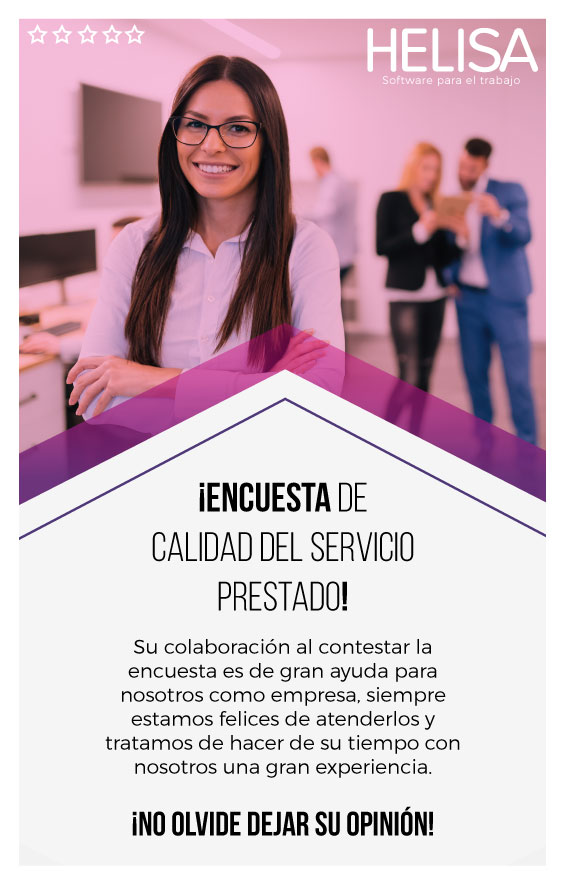 HELISA
Software para el trabajo
¡ENCUESTA DE
CALIDAD DEL SERVICIO
PRESTADO!
Su colaboración al contestar la
encuesta es de gran ayuda para
nosotros como empresa, siempre
estamos felices de atenderlos y
tratamos de hacer de su tiempo con
nosotros una gran experiencia.
¡NO OLVIDE DEJAR SU OPINIÓN!